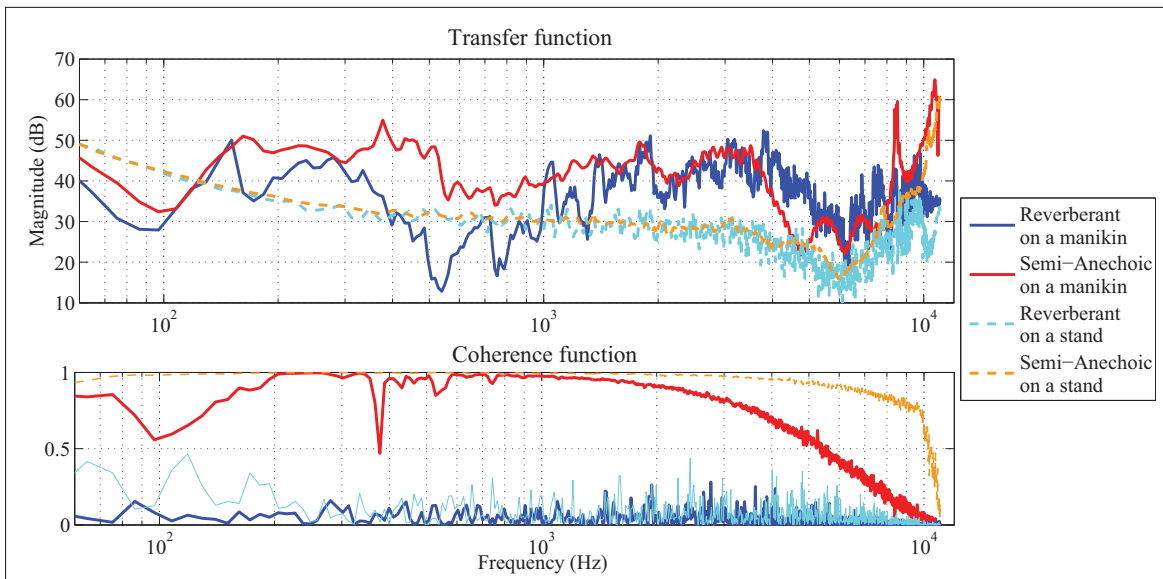 Transfer function
Magnitude (dB)
70
60
50
40
30
20
10
10²
10³
10⁴
Reverberant
on a manikin
Semi−Anechoic
on a manikin
Reverberant
on a stand
Semi−Anechoic
on a stand
Coherence function
1
0.5
0
10²
10³
10⁴
Frequency (Hz)